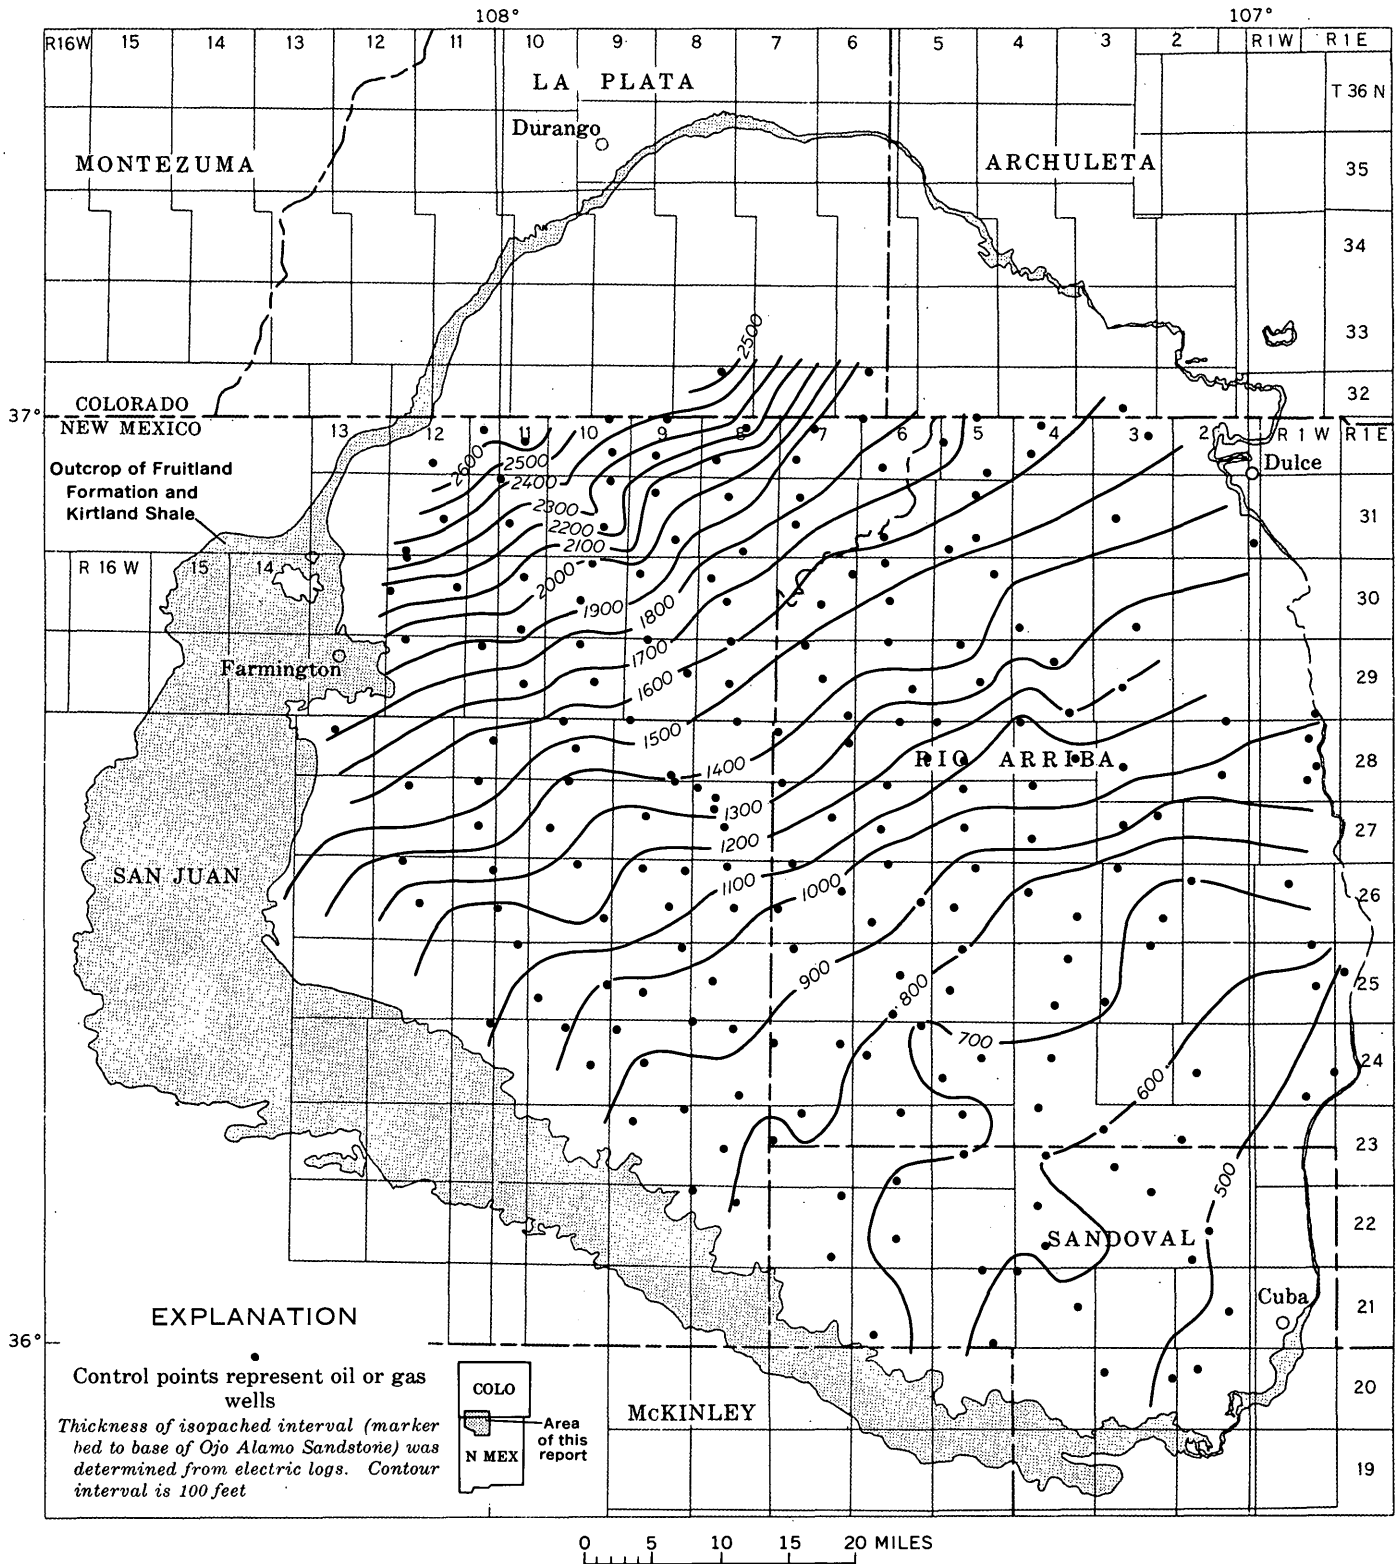 108° 107°
R16W 15 14 13 12 11 10 9 8 7 6 5 4 3 2 R1W R1E
LA PLATA
T 36 N
Durango
MONTEZUMA
ARCHULETA
35
34
33
2500
32
37°
COLORADO
NEW MEXICO
13 12 11 10 9 8 7 6 5 4 3 2 R1W R1E
Outcrop of Fruitland
Formation and
Kirtland Shale
Dulce
2600
2500
2400
2300
2200
2100
31
R 16 W 15 14
2000
1900
1800
30
1700
Farmington
1600
29
1500
1400
RIO ARRIBA
28
1300
1200
27
SAN JUAN
1100
1000
26
900
800
25
700
600
24
23
500
22
SANDOVAL
Cuba
21
36°
EXPLANATION
Control points represent oil or gas
wells
Thickness of isopached interval (marker
bed to base of Ojo Alamo Sandstone) was
determined from electric logs. Contour
interval is 100 feet
COLO
N MEX
Area
of this
report
McKINLEY
20
19
0 5 10 15 20 MILES